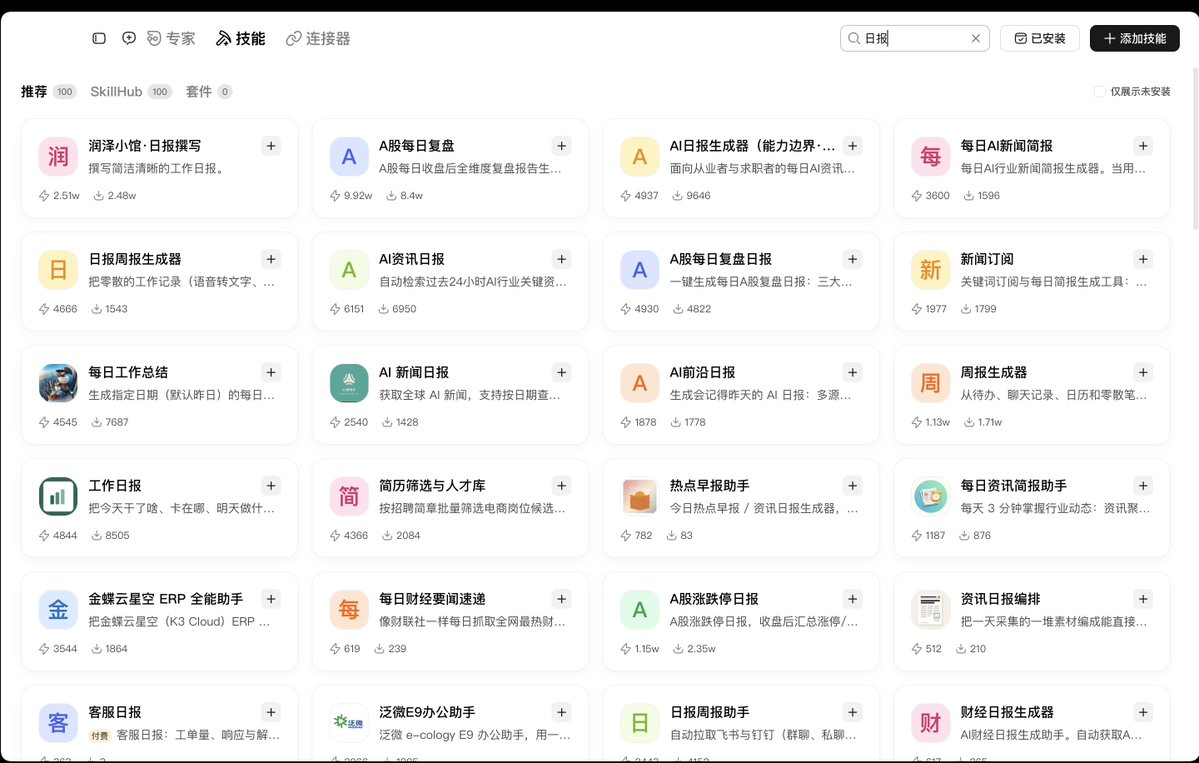 专家 技能 连接器 日报 已安装 添加技能
推荐 100 SkillHub 100 套件 0 仅展示未安装
润 润泽小馆·日报撰写
撰写简洁清晰的工作日报。
2.51w 2.48w
A A股每日复盘
A股每日收盘后全维度复盘报告生...
9.92w 8.4w
A AI日报生成器（能力边界·...
面向从业者与求职者的每日AI资讯...
4937 9646
每 每日AI新闻简报
每日AI行业新闻简报生成器。当用...
3600 1596
日 日报周报生成器
把零散的工作记录（语音转文字、...
4666 1543
A AI资讯日报
自动检索过去24小时AI行业关键资...
6151 6950
A A股每日复盘日报
一键生成每日A股复盘日报：三大...
4930 4822
新 新闻订阅
关键词订阅与每日简报生成工具：...
1977 1799
每日工作总结
生成指定日期（默认昨日）的每日...
4545 7687
AI 新闻日报
获取全球 AI 新闻，支持按日期查...
2540 1428
A AI前沿日报
生成会记得昨天的 AI 日报：多源...
1878 1778
周 周报生成器
从待办、聊天记录、日历和零散笔...
1.13w 1.71w
工作日报
把今天干了啥、卡在哪、明天做什...
4844 8505
简 简历筛选与人才库
按招聘简章批量筛选电商岗位候选...
4366 2084
热点早报助手
今日热点早报 / 资讯日报生成器，...
782 83
每日资讯简报助手
每天 3 分钟掌握行业动态：资讯聚...
1187 876
金 金蝶云星空 ERP 全能助手
把金蝶云星空（K3 Cloud）ERP ...
3544 1864
每 每日财经要闻速递
像财联社一样每日抓取全网最热财...
619 239
A A股涨跌停日报
A股涨跌停日报，收盘后汇总涨停/...
1.15w 2.35w
资讯日报编排
把一天采集的一堆素材编成能直接...
512 210
客 客服日报
付费 客服日报：工单量、响应与解...
泛微 泛微E9办公助手
泛微 e-cology E9 办公助手，用一...
日 日报周报助手
自动拉取飞书与钉钉（群聊、私聊...
财 财经日报生成器
AI财经日报生成助手。自动获取A...